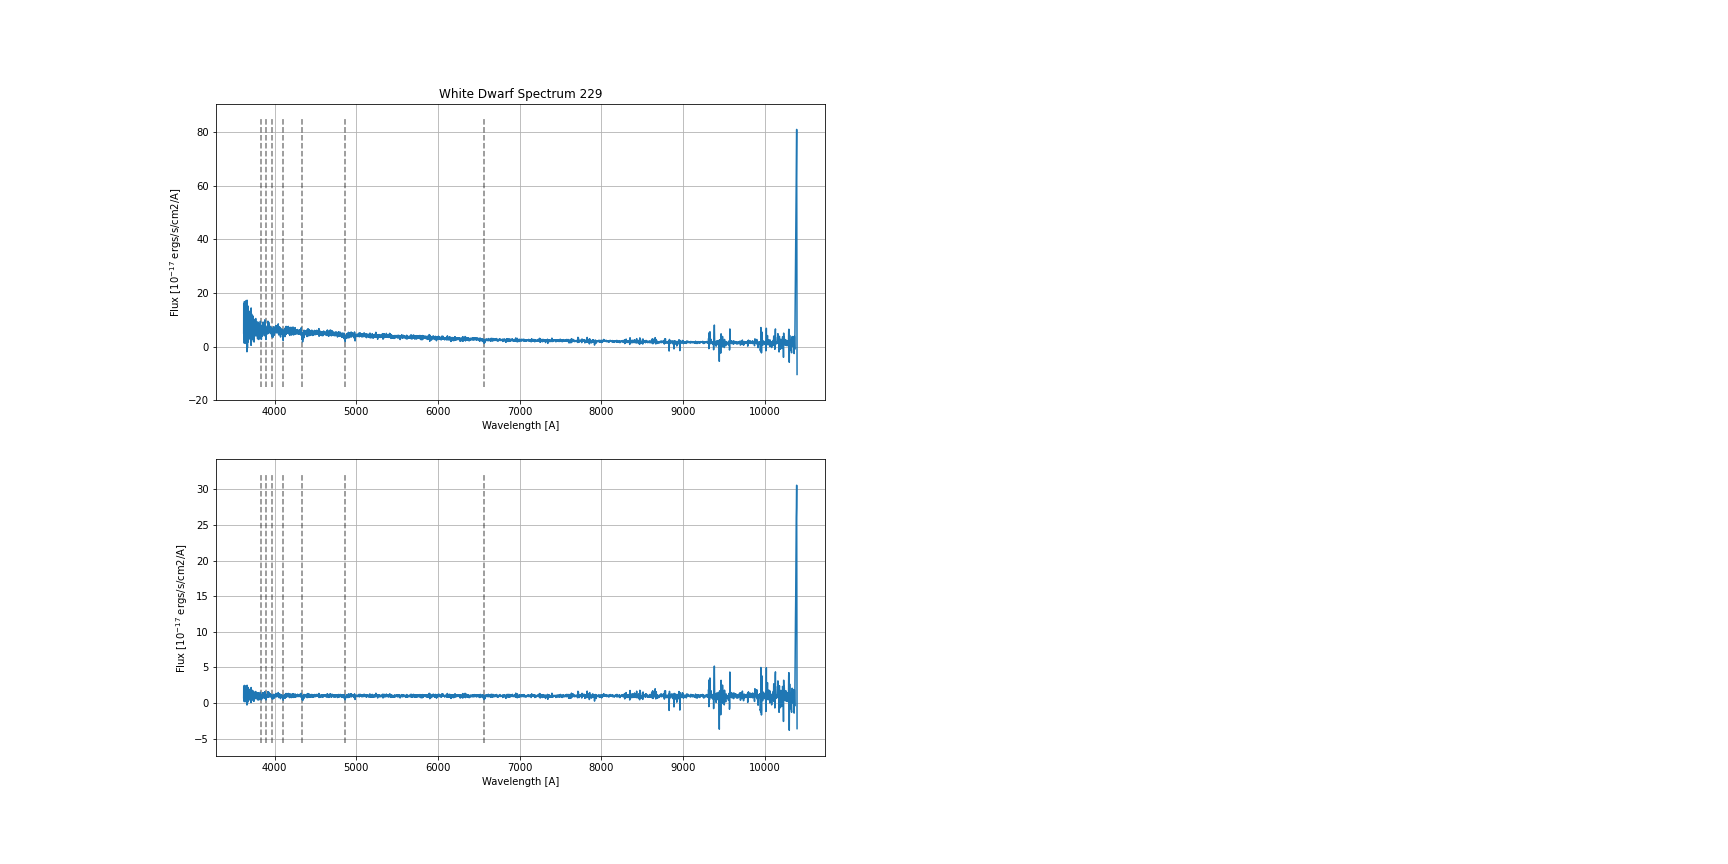 White Dwarf Spectrum 229
80
60
40
20
0
−20
Flux [10⁻¹⁷ ergs/s/cm2/A]
4000 5000 6000 7000 8000 9000 10000
Wavelength [A]
30
25
20
15
10
5
0
−5
Flux [10⁻¹⁷ ergs/s/cm2/A]
4000 5000 6000 7000 8000 9000 10000
Wavelength [A]